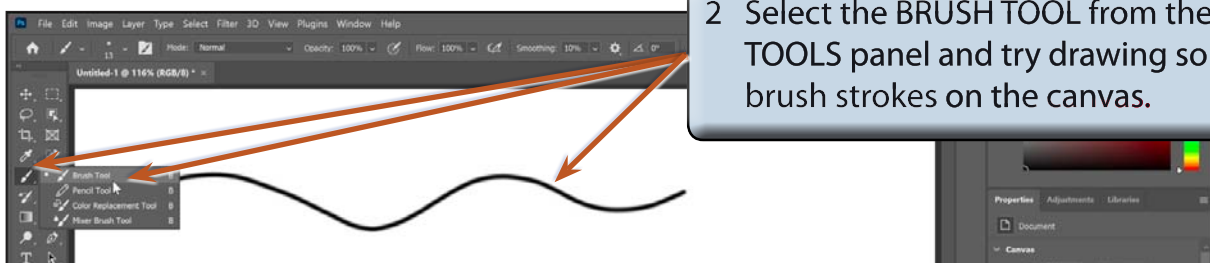 Ps File Edit Image Layer Type Select Filter 3D View Plugins Window Help
13 Mode: Normal Opacity: 100% Flow: 100% Smoothing: 10% 0°
Untitled-1 @ 116% (RGB/8) * ×
2 Select the BRUSH TOOL from the
TOOLS panel and try drawing so
brush strokes on the canvas.
Brush Tool B
Pencil Tool B
Color Replacement Tool B
Mixer Brush Tool B
T
Properties Adjustments Libraries
Document
Canvas